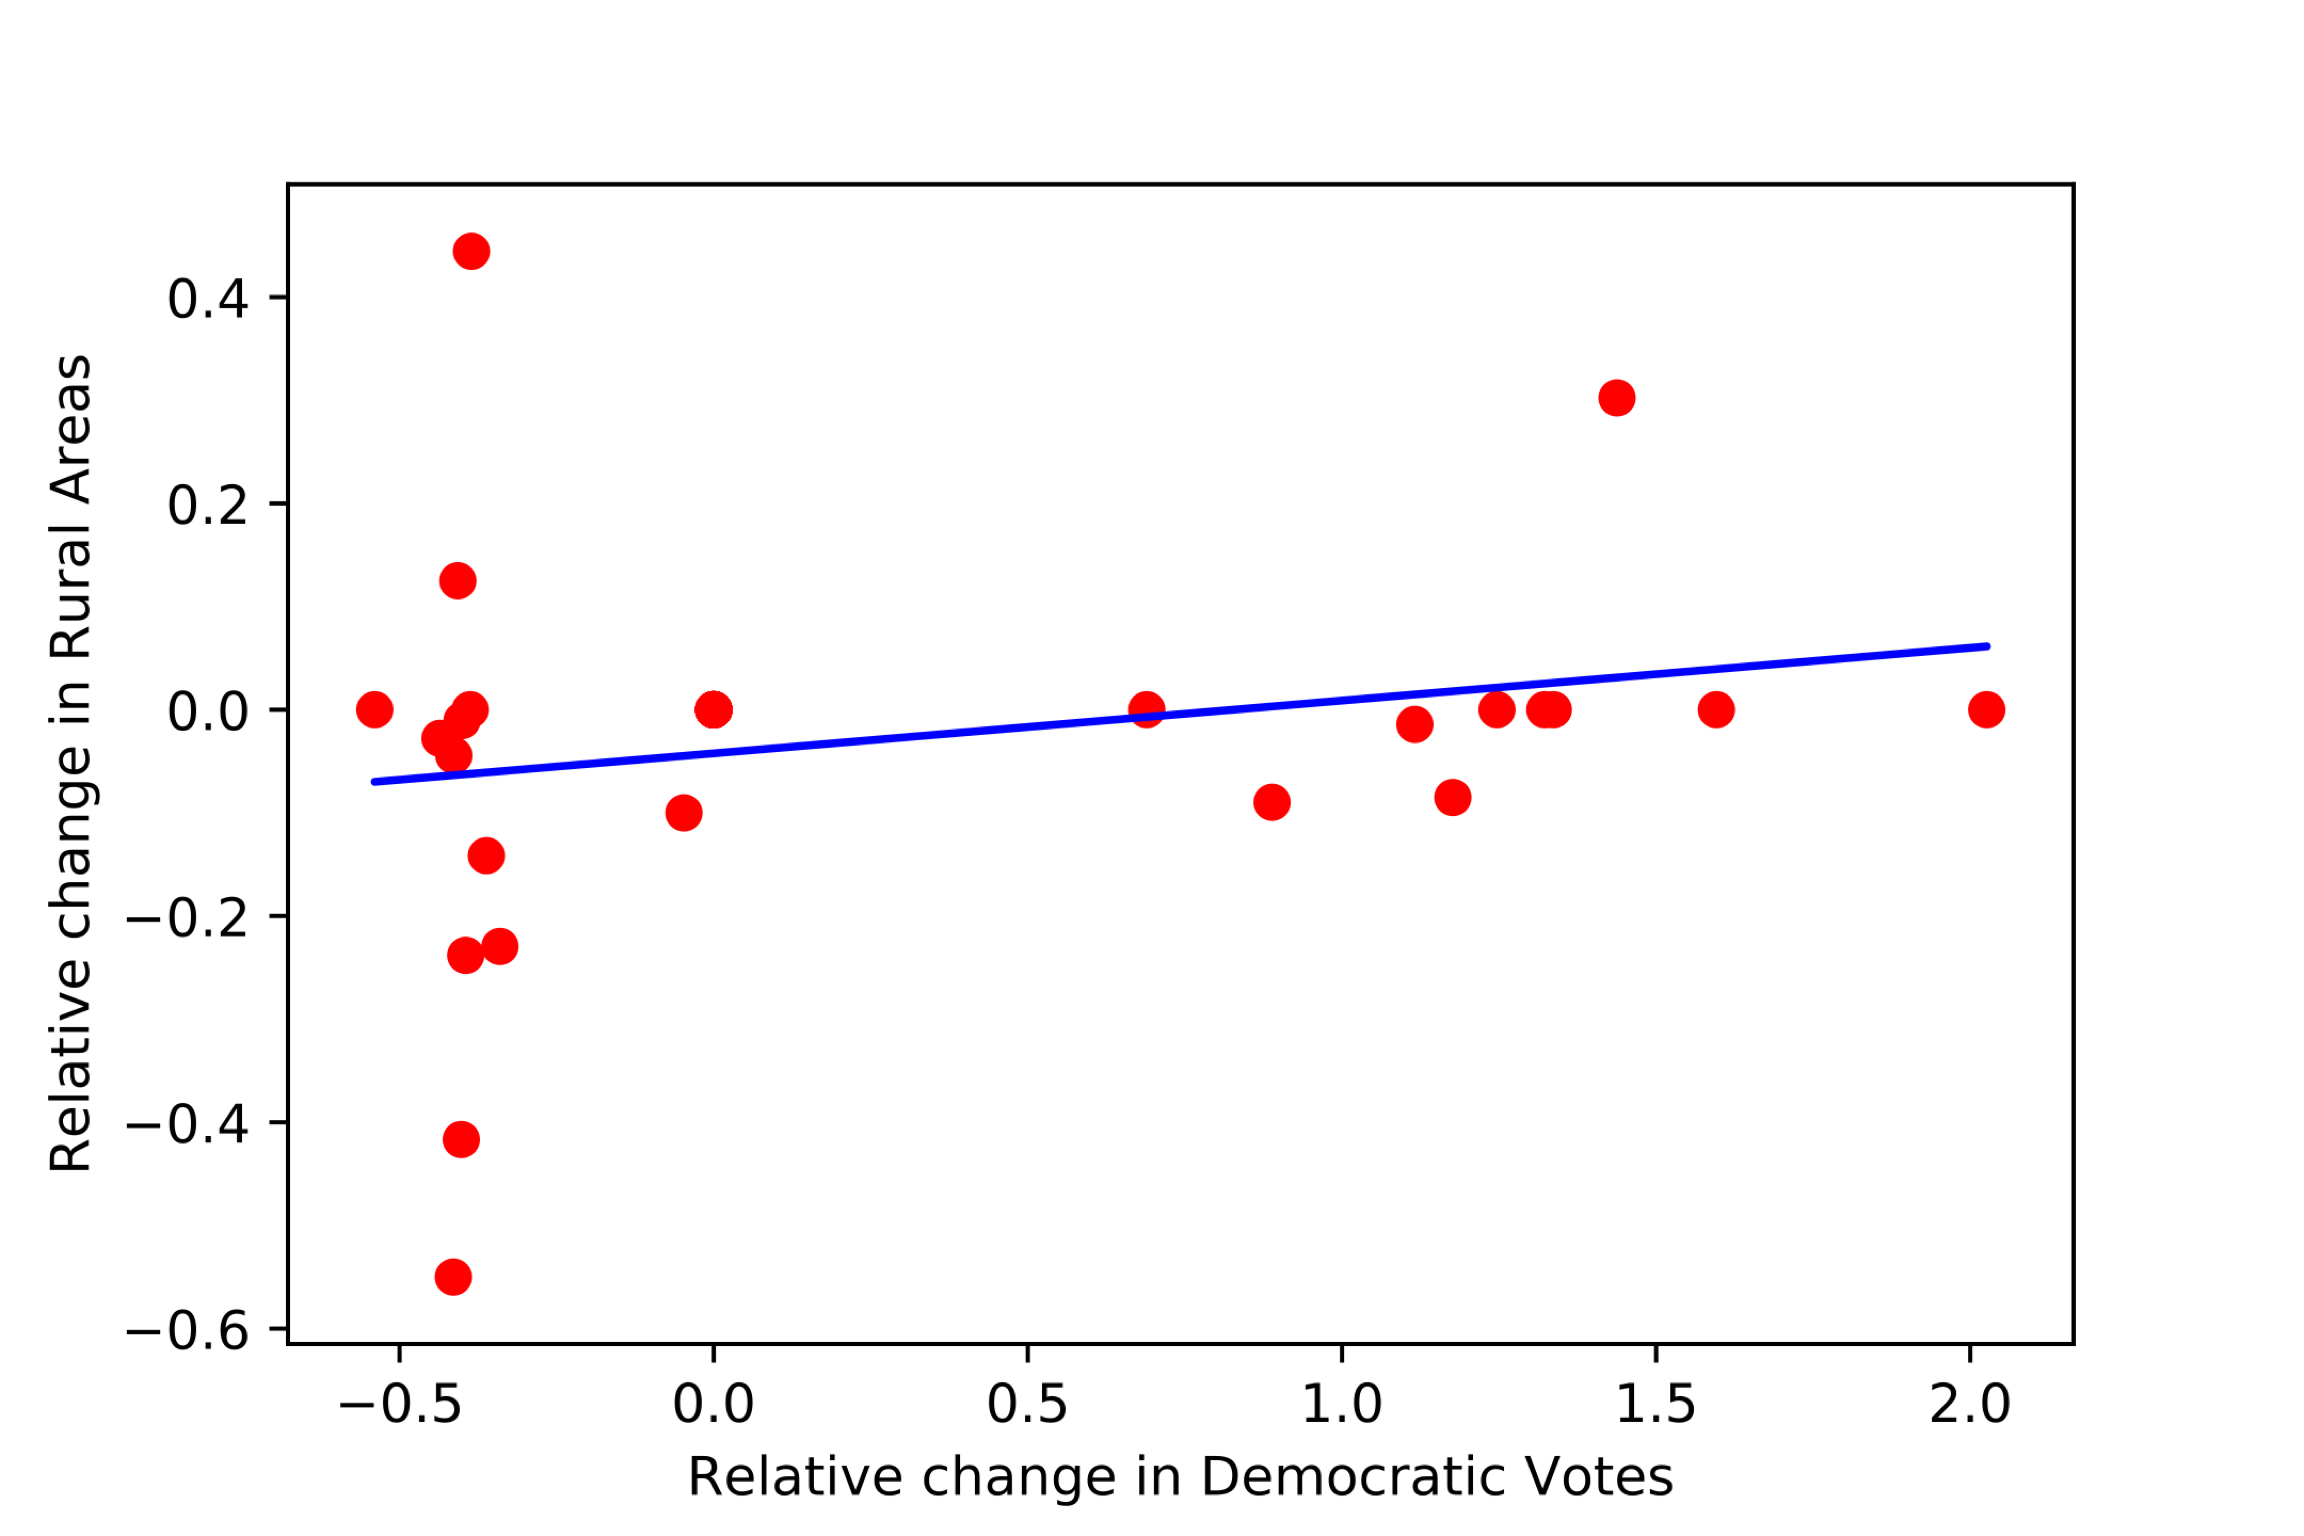 0.4
0.2
0.0
−0.2
−0.4
−0.6
Relative change in Rural Areas
−0.5 0.0 0.5 1.0 1.5 2.0
Relative change in Democratic Votes